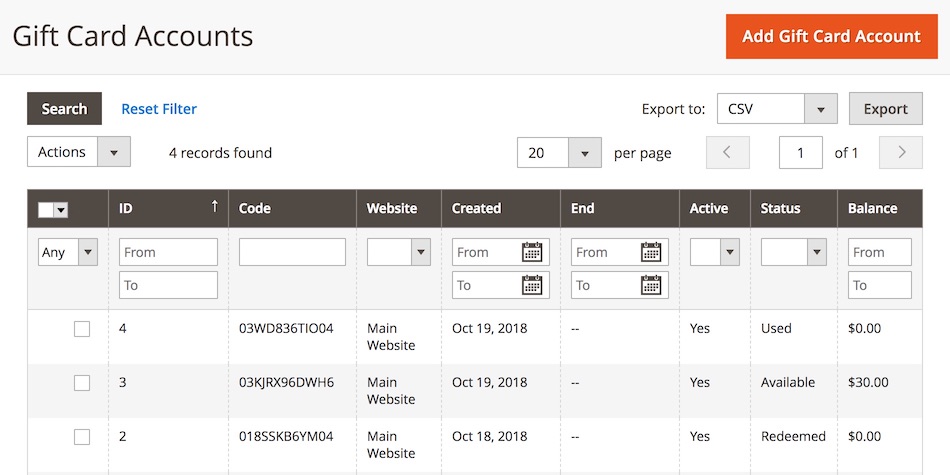 Gift Card Accounts
Add Gift Card Account
Search Reset Filter Export to: CSV Export
Actions 4 records found 20 per page 1 of 1
ID ↑ Code Website Created End Active Status Balance
Any From From From From
To To To To
4 03WD836TIO04 Main Oct 19, 2018 -- Yes Used $0.00
Website
3 03KJRX96DWH6 Main Oct 19, 2018 -- Yes Available $30.00
Website
2 018SSKB6YM04 Main Oct 18, 2018 -- Yes Redeemed $0.00
Website